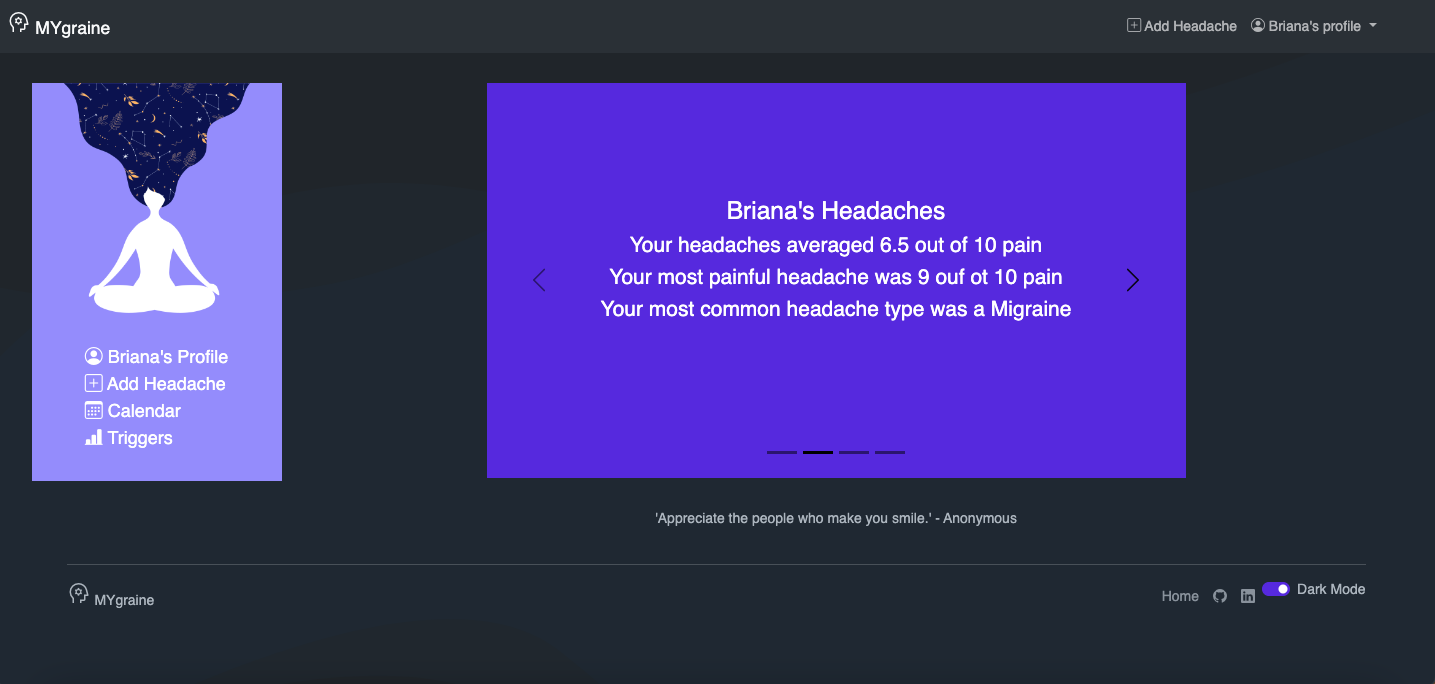 MYgraine
Add Headache
Briana's profile
Briana's Headaches
Your headaches averaged 6.5 out of 10 pain
Your most painful headache was 9 ouf ot 10 pain
Your most common headache type was a Migraine
Briana's Profile
Add Headache
Calendar
Triggers
'Appreciate the people who make you smile.' - Anonymous
MYgraine
Home
Dark Mode